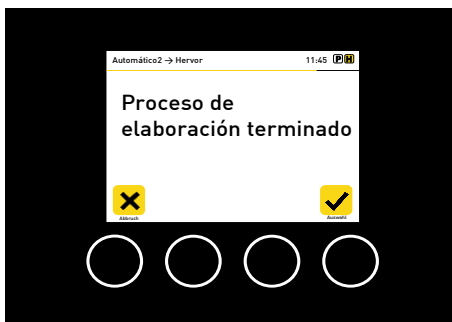 Automático2 → Hervor 11:45 P H
Proceso de
elaboración terminado
Abbruch Auswahl